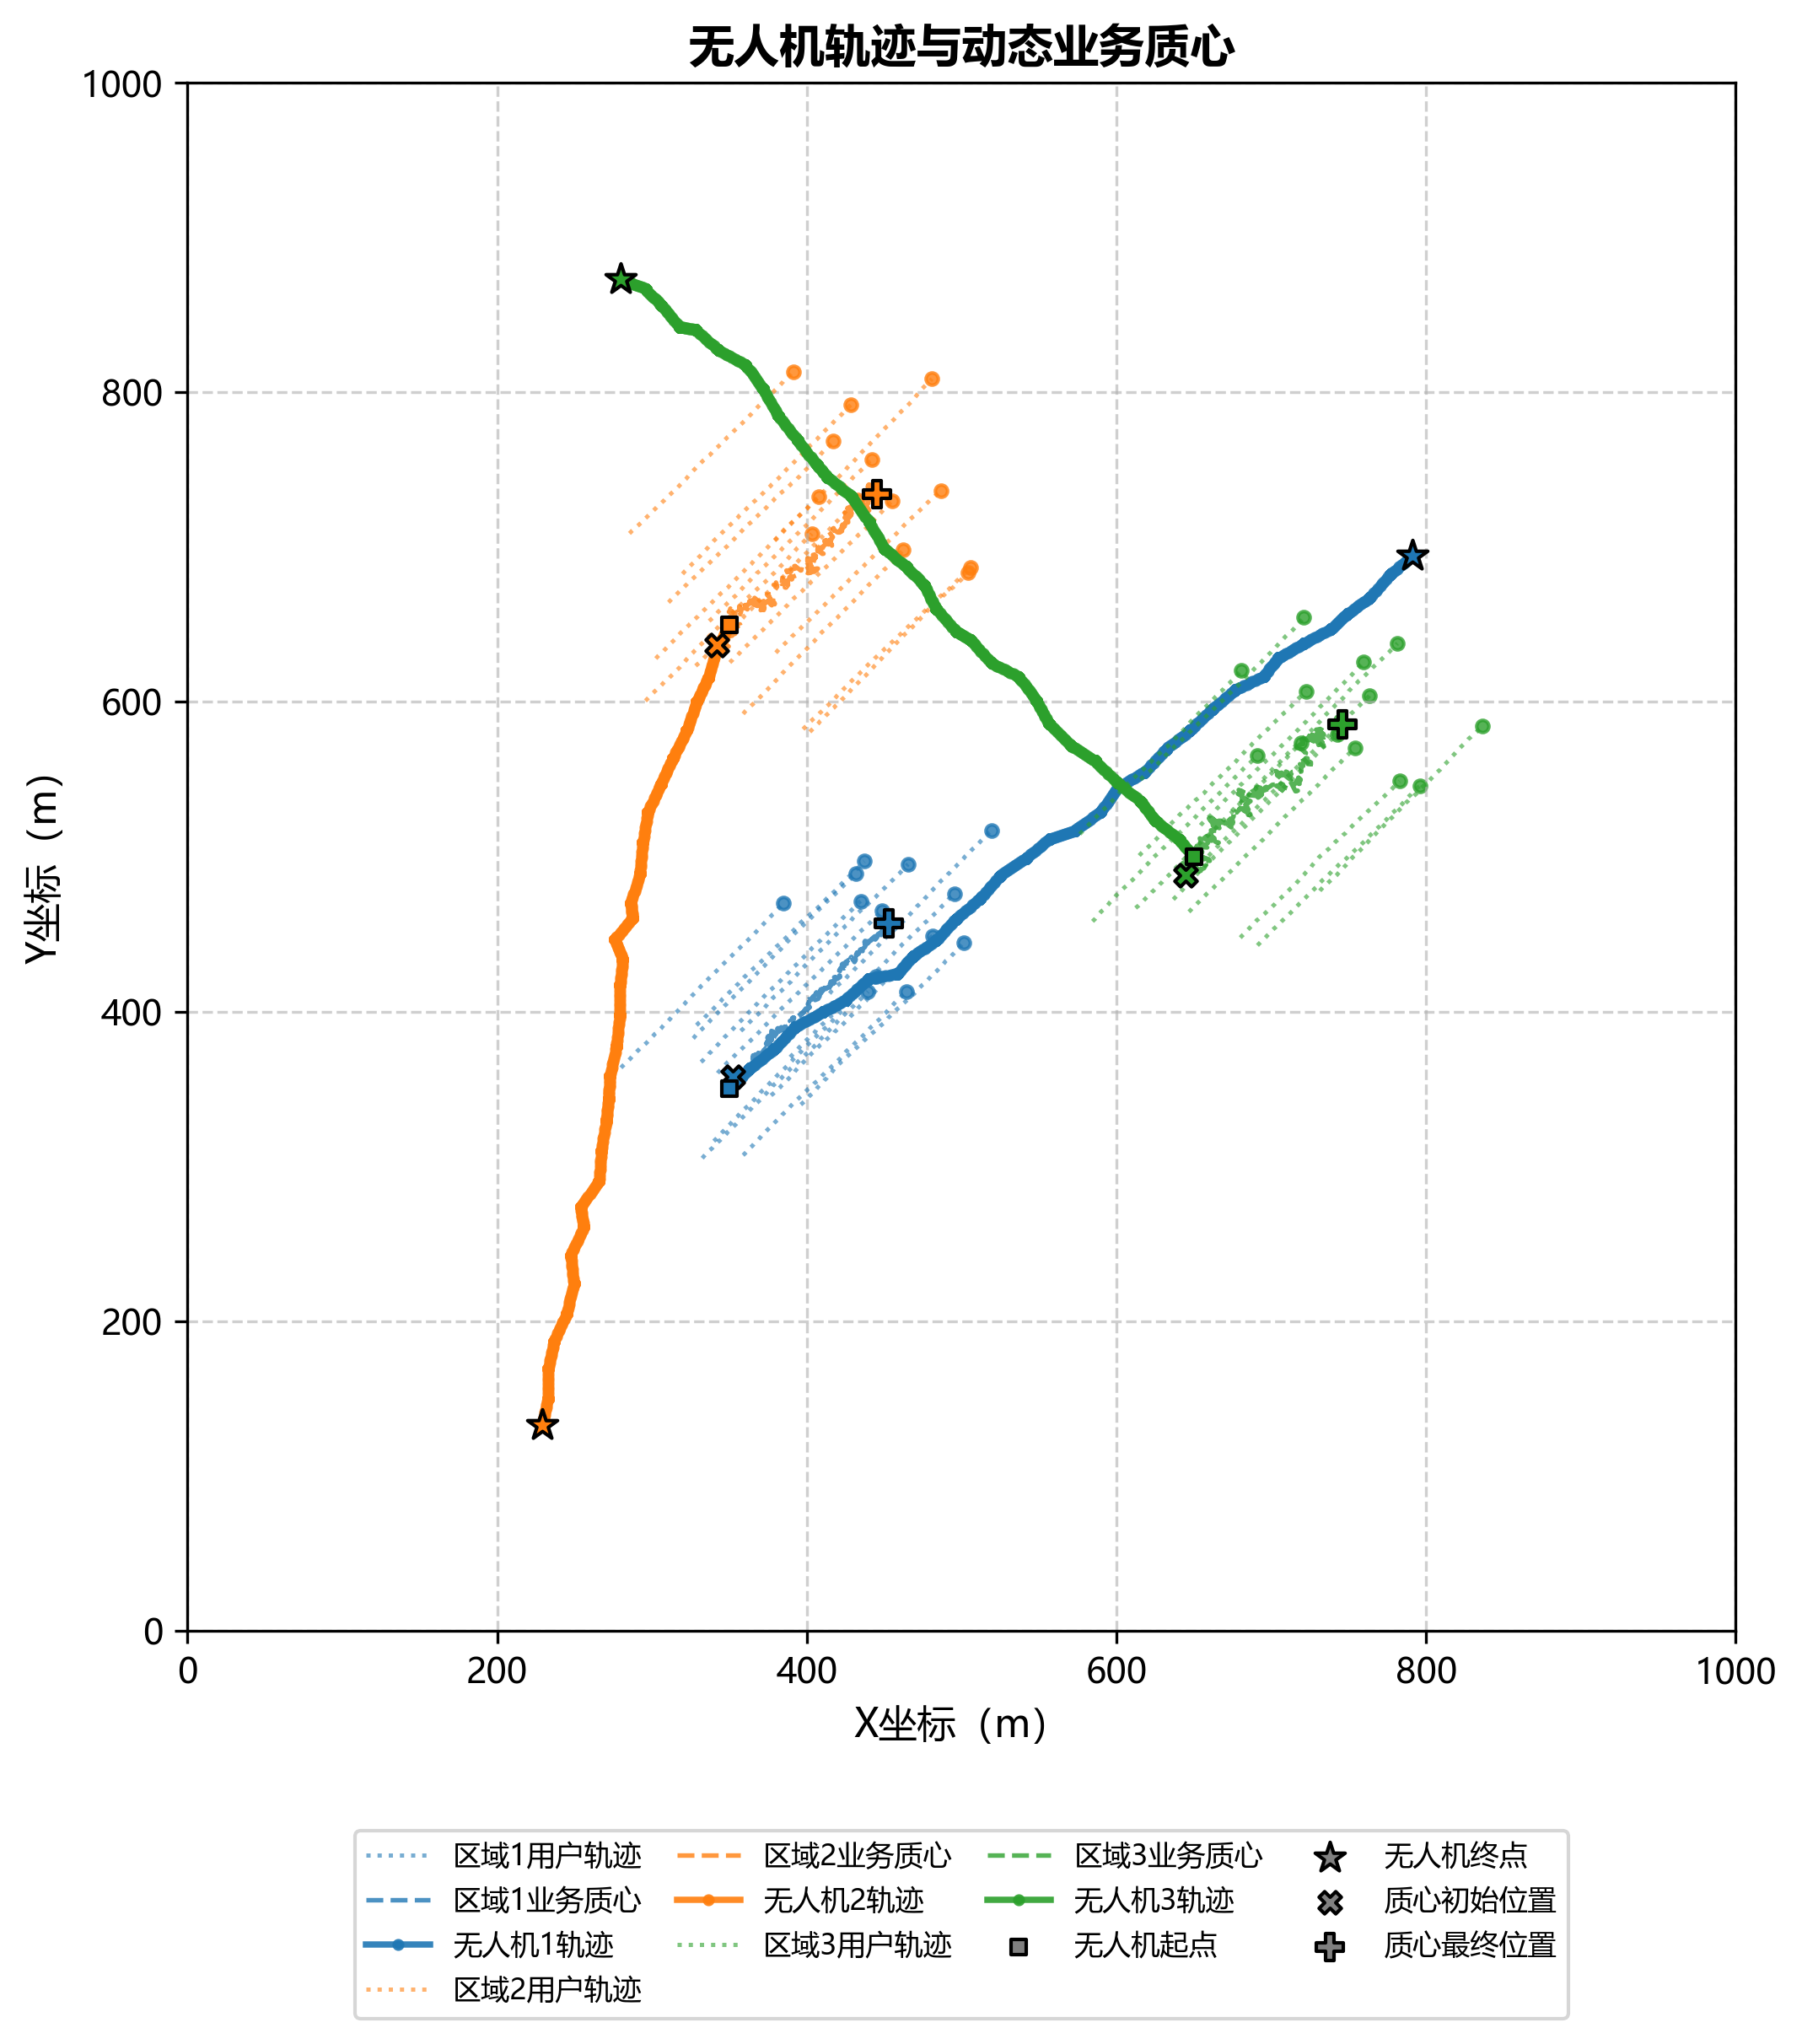 无人机轨迹与动态业务质心
1000
800
600
400
200
0
Y坐标（m）
0 200 400 600 800 1000
X坐标（m）
区域1用户轨迹 区域2业务质心 区域3业务质心 无人机终点
区域1业务质心 无人机2轨迹 无人机3轨迹 质心初始位置
无人机1轨迹 区域3用户轨迹 无人机起点 质心最终位置
区域2用户轨迹